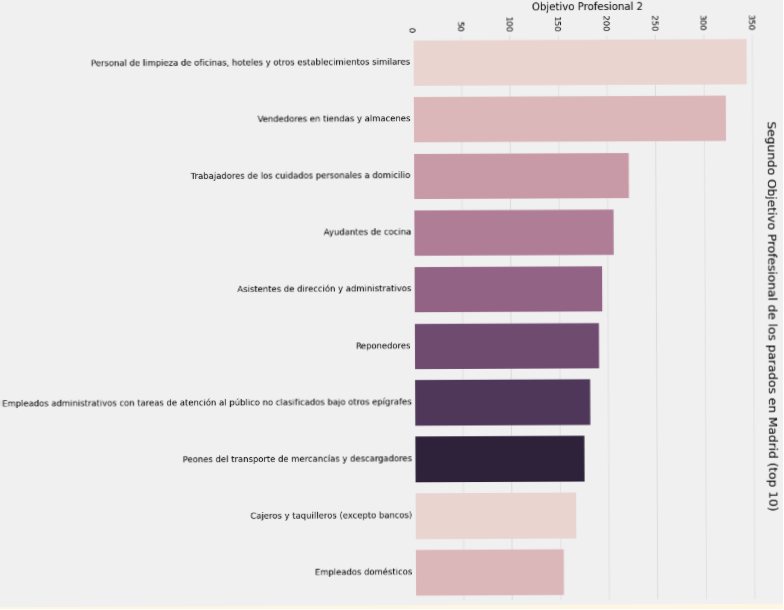 Objetivo Profesional 2
0
50
100
150
200
250
300
350
Segundo Objetivo Profesional de los parados en Madrid (top 10)
Personal de limpieza de oficinas, hoteles y otros establecimientos similares
Vendedores en tiendas y almacenes
Trabajadores de los cuidados personales a domicilio
Ayudantes de cocina
Asistentes de dirección y administrativos
Reponedores
Empleados administrativos con tareas de atención al público no clasificados bajo otros epígrafes
Peones del transporte de mercancías y descargadores
Cajeros y taquilleros (excepto bancos)
Empleados domésticos